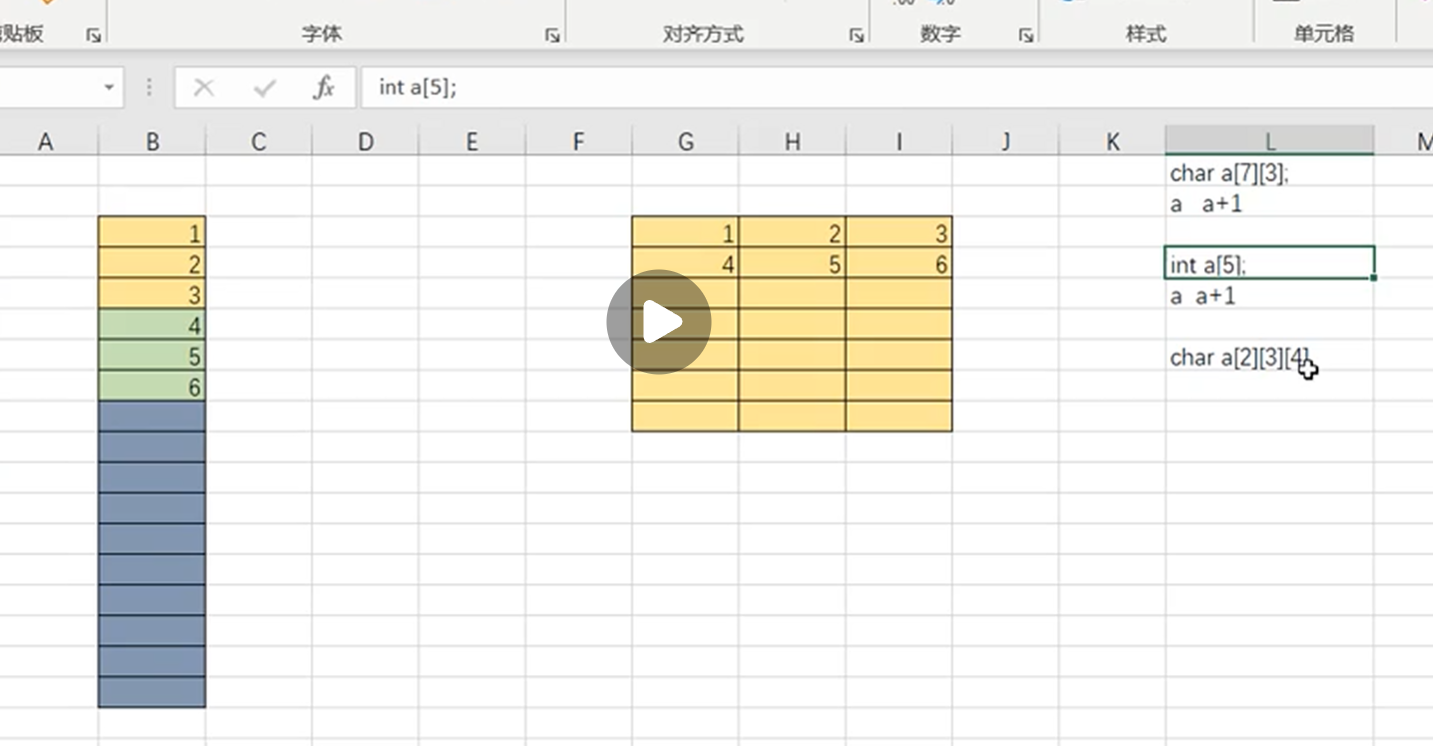 剪贴板 字体 对齐方式 数字 样式 单元格
fx int a[5];
A B C D E F G H I J K L M
char a[7][3];
a a+1
1 1 2 3
2 4 5 6 int a[5];
3 a a+1
4
5 char a[2][3][4]
6